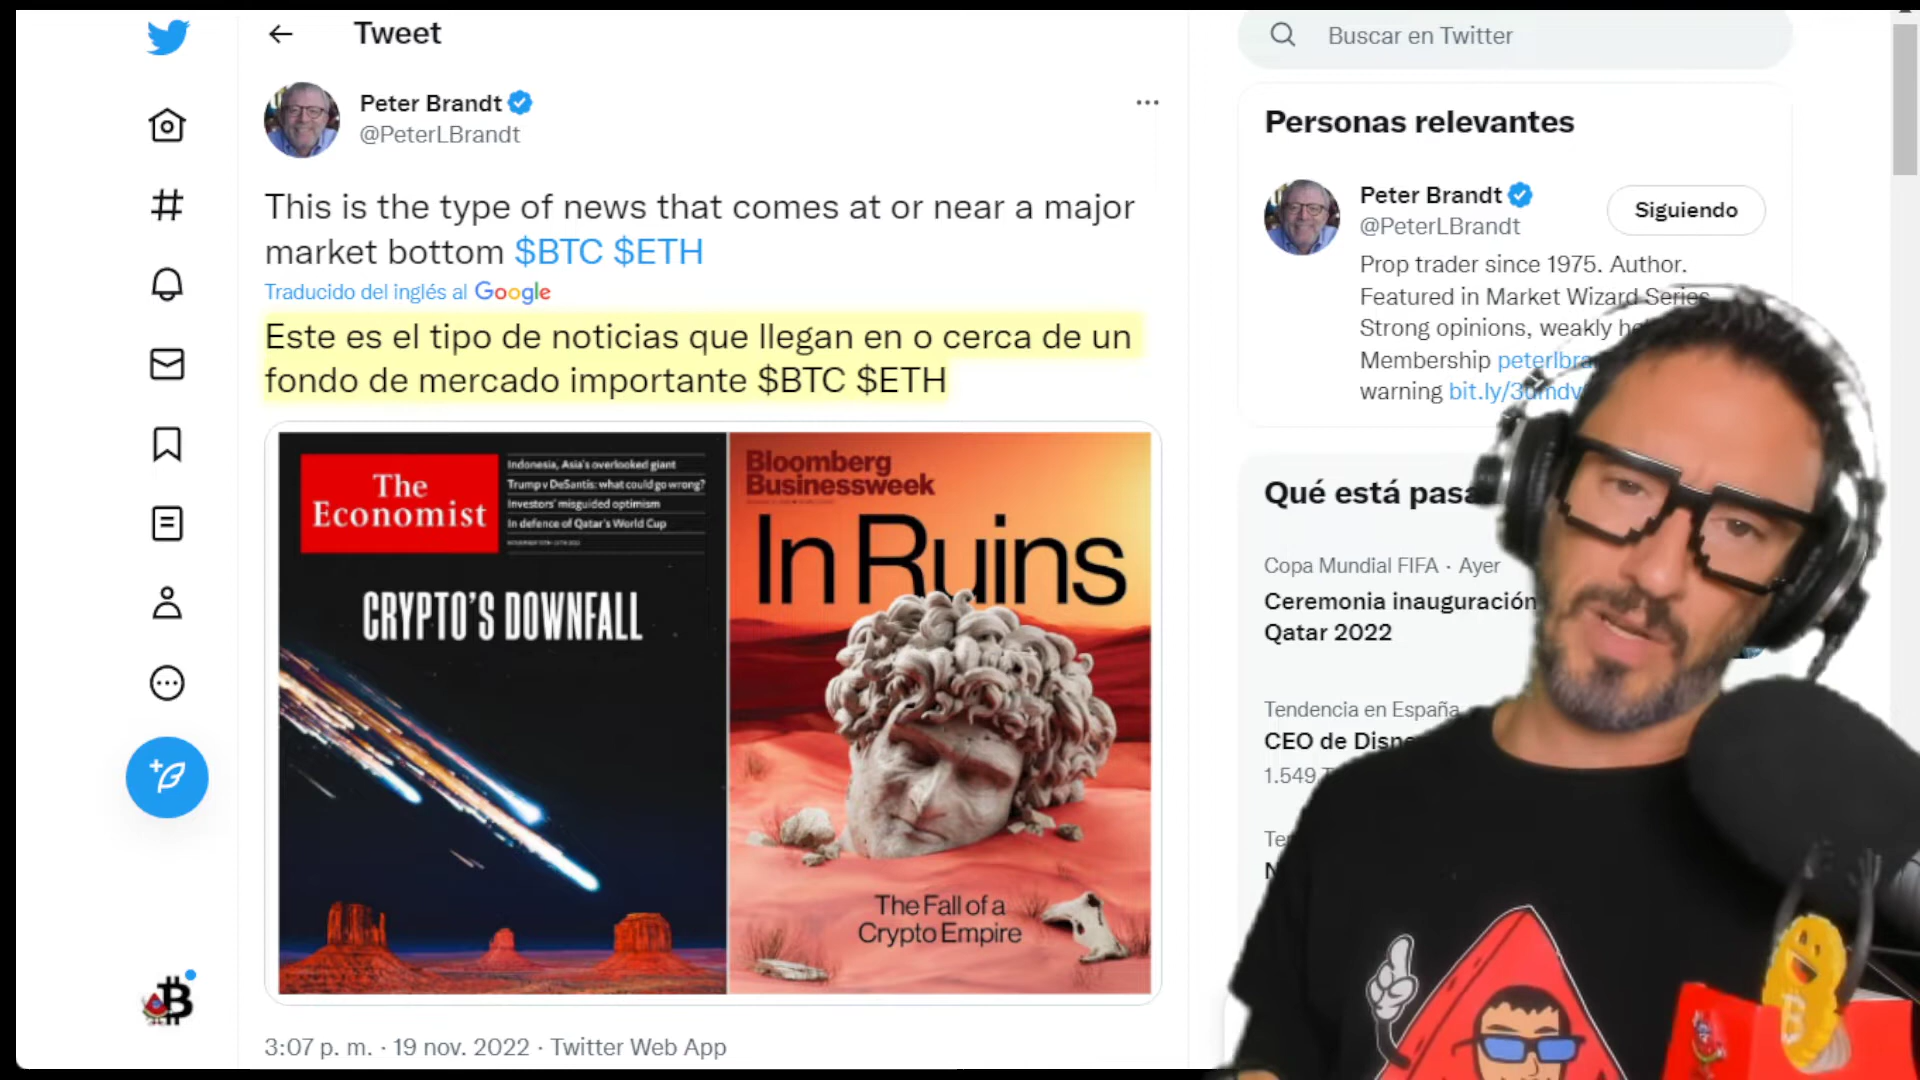 Tweet
Peter Brandt
@PeterLBrandt
This is the type of news that comes at or near a major
market bottom $BTC $ETH
Traducido del inglés al Google
Este es el tipo de noticias que llegan en o cerca de un
fondo de mercado importante $BTC $ETH
The
Economist
Indonesia, Asia's overlooked giant
Trump v DeSantis: what could go wrong?
Investors' misguided optimism
In defence of Qatar's World Cup
CRYPTO'S DOWNFALL
Bloomberg
Businessweek
In Ruins
The Fall of a
Crypto Empire
3:07 p. m. · 19 nov. 2022 · Twitter Web App
Buscar en Twitter
Personas relevantes
Peter Brandt
@PeterLBrandt
Siguiendo
Prop trader since 1975. Author.
Featured in Market Wizard Series
Strong opinions, weakly
Membership
warning
Qué está
Copa Mundial FIFA · Ayer
Ceremonia inauguración
Qatar 2022
Tendencia en España
CEO de
1.549